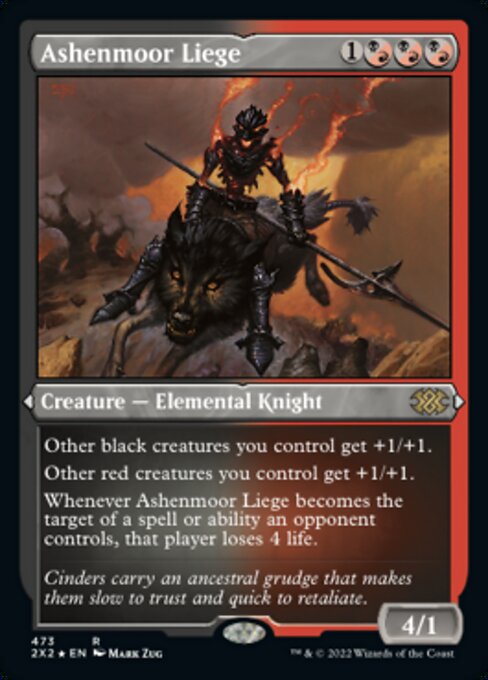 Ashenmoor Liege 1
Creature — Elemental Knight
Other black creatures you control get +1/+1.
Other red creatures you control get +1/+1.
Whenever Ashenmoor Liege becomes the
target of a spell or ability an opponent
controls, that player loses 4 life.
Cinders carry an ancestral grudge that makes
them slow to trust and quick to retaliate.
4/1
473 R
2X2 ★ EN Mark Zug
™ & © 2022 Wizards of the Coast